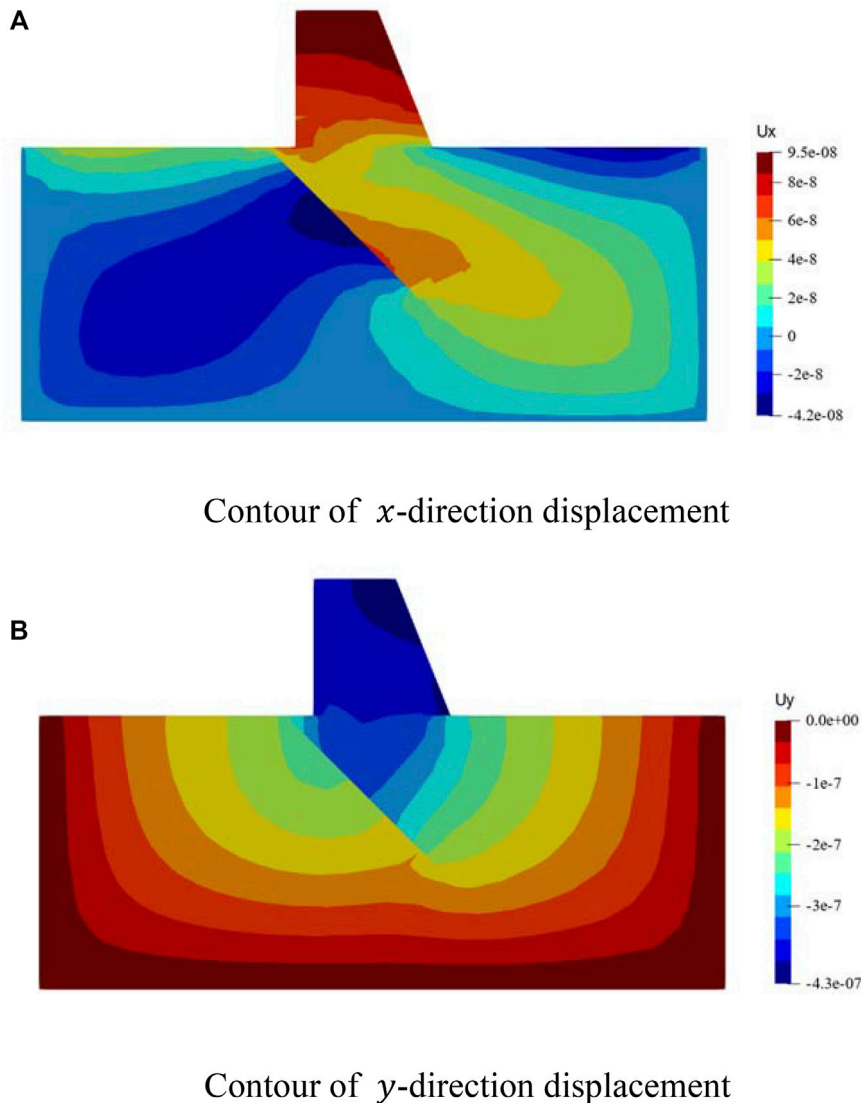 A
Ux
9.5e-08
8e-8
6e-8
4e-8
2e-8
0
-2e-8
-4.2e-08
Contour of x-direction displacement
B
Uy
0.0e+00
-1e-7
-2e-7
-3e-7
-4.3e-07
Contour of y-direction displacement